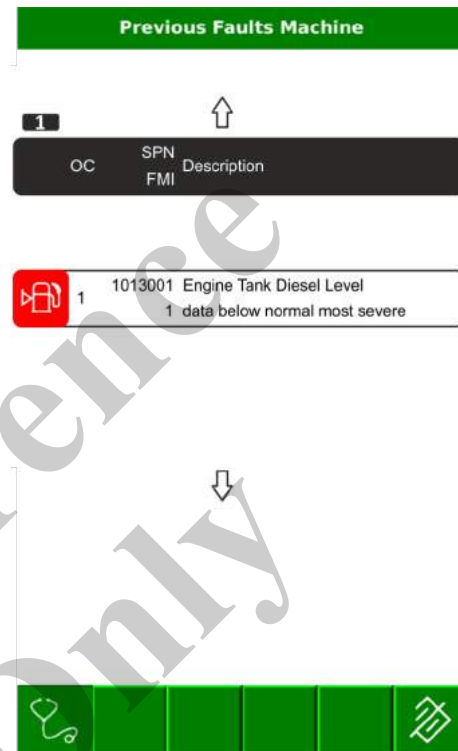 Previous Faults Machine
1
OC SPN FMI Description
1 1013001 Engine Tank Diesel Level
1 data below normal most severe
ence
Only